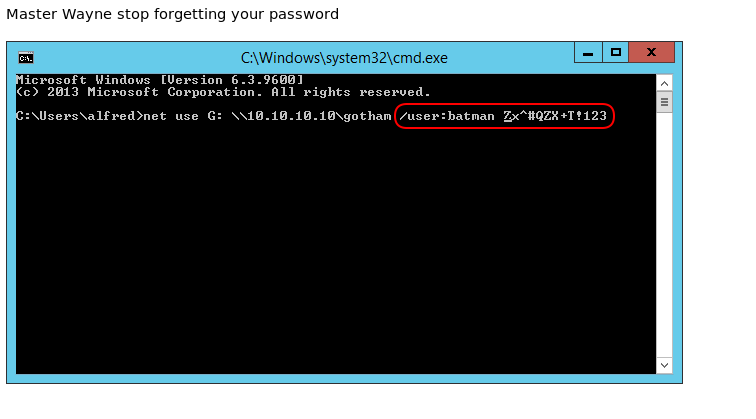 Master Wayne stop forgetting your password
C:\Windows\system32\cmd.exe
Microsoft Windows [Version 6.3.9600]
(c) 2013 Microsoft Corporation. All rights reserved.
C:\Users\alfred>net use G: \\10.10.10.10\gotham /user:batman Zx^#QZX+T!123